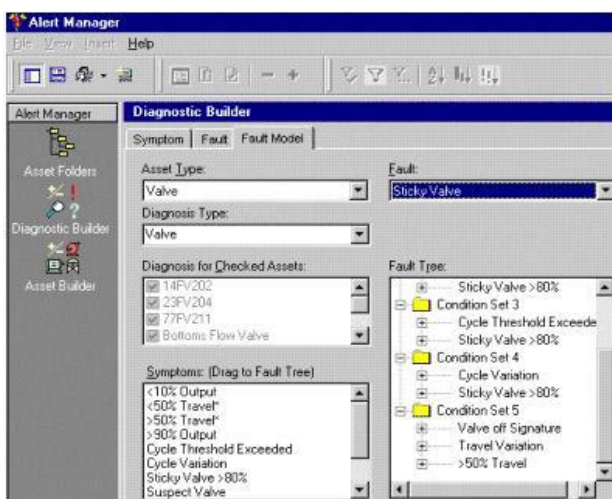 Alert Manager
File View Insert Help
Alert Manager
Asset Folders
Diagnostic Builder
Asset Builder
Diagnostic Builder
Symptom Fault Fault Model
Asset Type:
Valve
Diagnosis Type:
Valve
Diagnosis for Checked Assets:
14FV202
23FV204
77FV211
Bottoms Flow Valve
Symptoms: (Drag to Fault Tree)
<10% Output
<50% Travel*
>50% Travel*
>90% Output
Cycle Threshold Exceeded
Cycle Variation
Sticky Valve >80%
Suspect Valve
Fault:
Sticky Valve
Fault Tree:
Sticky Valve >80%
Condition Set 3
Cycle Threshold Exceede
Sticky Valve >80%
Condition Set 4
Cycle Variation
Sticky Valve >80%
Condition Set 5
Valve off Signature
Travel Variation
>50% Travel